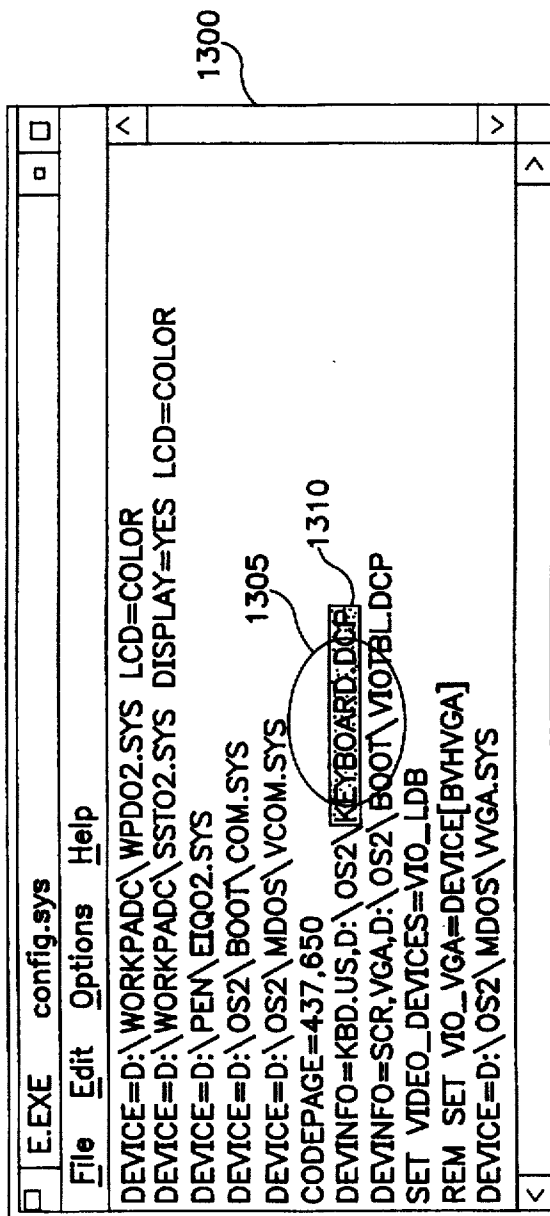 E.EXE config.sys
File Edit Options Help
DEVICE=D:\WORKPADC\WPDO2.SYS LCD=COLOR
DEVICE=D:\WORKPADC\SSTO2.SYS DISPLAY=YES LCD=COLOR
DEVICE=D:\PEN\EIQO2.SYS
DEVICE=D:\OS2\BOOT\COM.SYS
DEVICE=D:\OS2\MDOS\VCOM.SYS
CODEPAGE=437,650
DEVINFO=KBD.US,D:\OS2\KEYBOARD.DCP
DEVINFO=SCR,VGA,D:\OS2\BOOT\VIOTBL.DCP
SET VIDEO_DEVICES=VIO_LDB
REM SET VIO_VGA=DEVICE[BVHVGA]
DEVICE=D:\OS2\MDOS\VVGA.SYS
1305
1310
1300